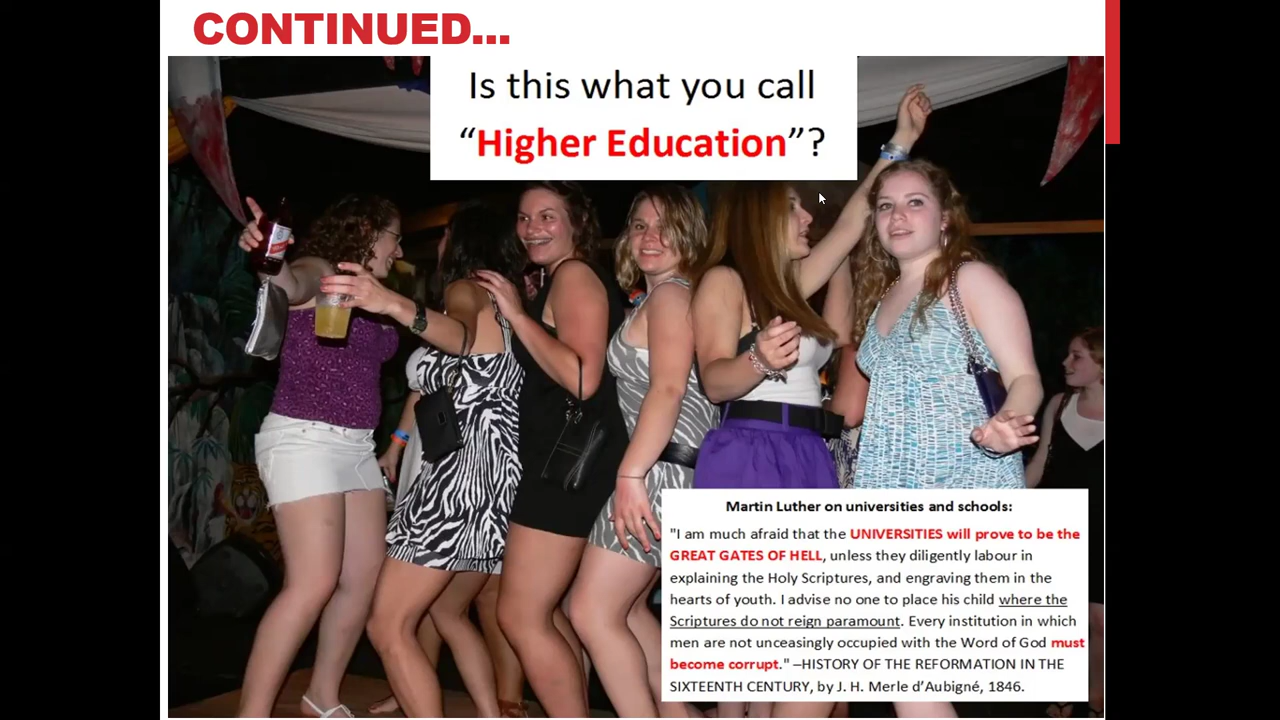 CONTINUED...
Is this what you call
“Higher Education”?
Martin Luther on universities and schools:
"I am much afraid that the UNIVERSITIES will prove to be the
GREAT GATES OF HELL, unless they diligently labour in
explaining the Holy Scriptures, and engraving them in the
hearts of youth. I advise no one to place his child where the
Scriptures do not reign paramount. Every institution in which
men are not unceasingly occupied with the Word of God must
become corrupt." –HISTORY OF THE REFORMATION IN THE
SIXTEENTH CENTURY, by J. H. Merle d’Aubigné, 1846.